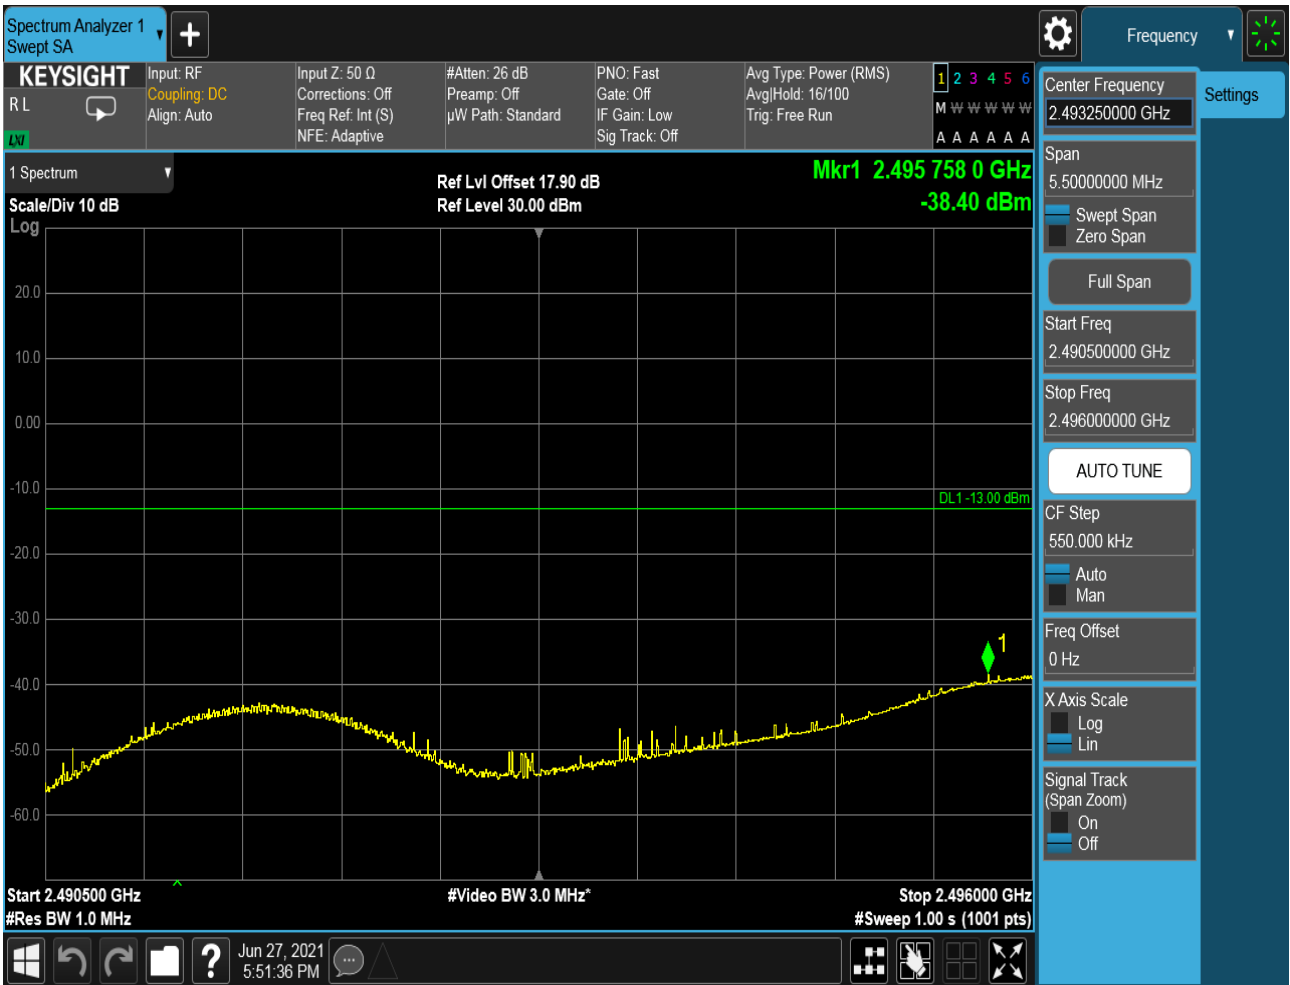 Spectrum Analyzer 1
Swept SA
Frequency
KEYSIGHT
R L
LXI
Input: RF
Coupling: DC
Align: Auto
Input Z: 50 Ω
Corrections: Off
Freq Ref: Int (S)
NFE: Adaptive
#Atten: 26 dB
Preamp: Off
µW Path: Standard
PNO: Fast
Gate: Off
IF Gain: Low
Sig Track: Off
Avg Type: Power (RMS)
Avg|Hold: 16/100
Trig: Free Run
1 2 3 4 5 6
M W W W W W
A A A A A A
1 Spectrum
Scale/Div 10 dB
Log
Ref Lvl Offset 17.90 dB
Ref Level 30.00 dBm
Mkr1 2.495 758 0 GHz
-38.40 dBm
20.0
10.0
0.00
-10.0
DL1 -13.00 dBm
-20.0
-30.0
1
-40.0
-50.0
-60.0
Start 2.490500 GHz
#Res BW 1.0 MHz
#Video BW 3.0 MHz*
Stop 2.496000 GHz
#Sweep 1.00 s (1001 pts)
?
Jun 27, 2021
5:51:36 PM
Center Frequency
2.493250000 GHz
Settings
Span
5.50000000 MHz
Swept Span
Zero Span
Full Span
Start Freq
2.490500000 GHz
Stop Freq
2.496000000 GHz
AUTO TUNE
CF Step
550.000 kHz
Auto
Man
Freq Offset
0 Hz
X Axis Scale
Log
Lin
Signal Track
(Span Zoom)
On
Off